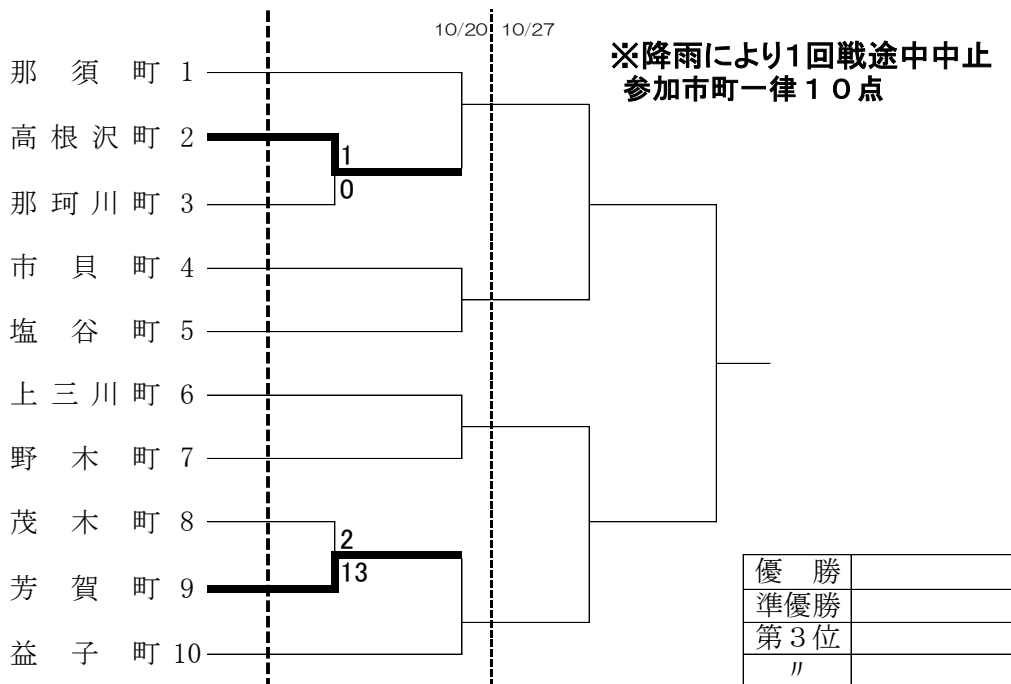 10/20 10/27
※降雨により1回戦途中中止
参加市町一律１０点
那須町 1
高根沢町 2
1
0
那珂川町 3
市貝町 4
塩谷町 5
上三川町 6
野木町 7
茂木町 8
2
13
芳賀町 9
益子町 10
優勝
準優勝
第３位
〃